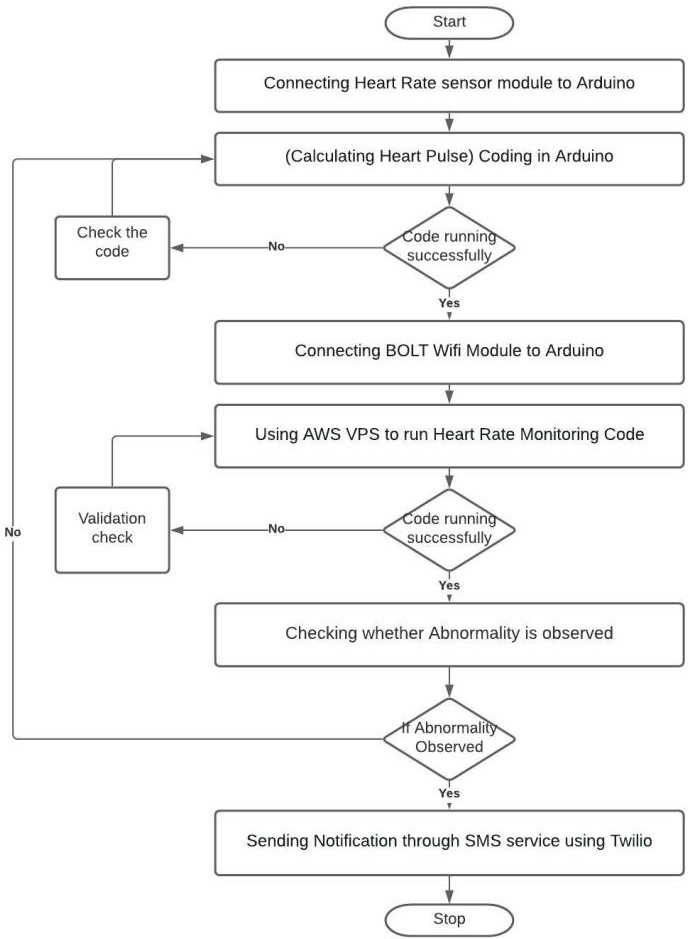 Start
Connecting Heart Rate sensor module to Arduino
(Calculating Heart Pulse) Coding in Arduino
Check the
code
No
Code running
successfully
Yes
Connecting BOLT Wifi Module to Arduino
Using AWS VPS to run Heart Rate Monitoring Code
Validation
check
No
Code running
successfully
No
Yes
Checking whether Abnormality is observed
If Abnormality
Observed
Yes
Sending Notification through SMS service using Twilio
Stop